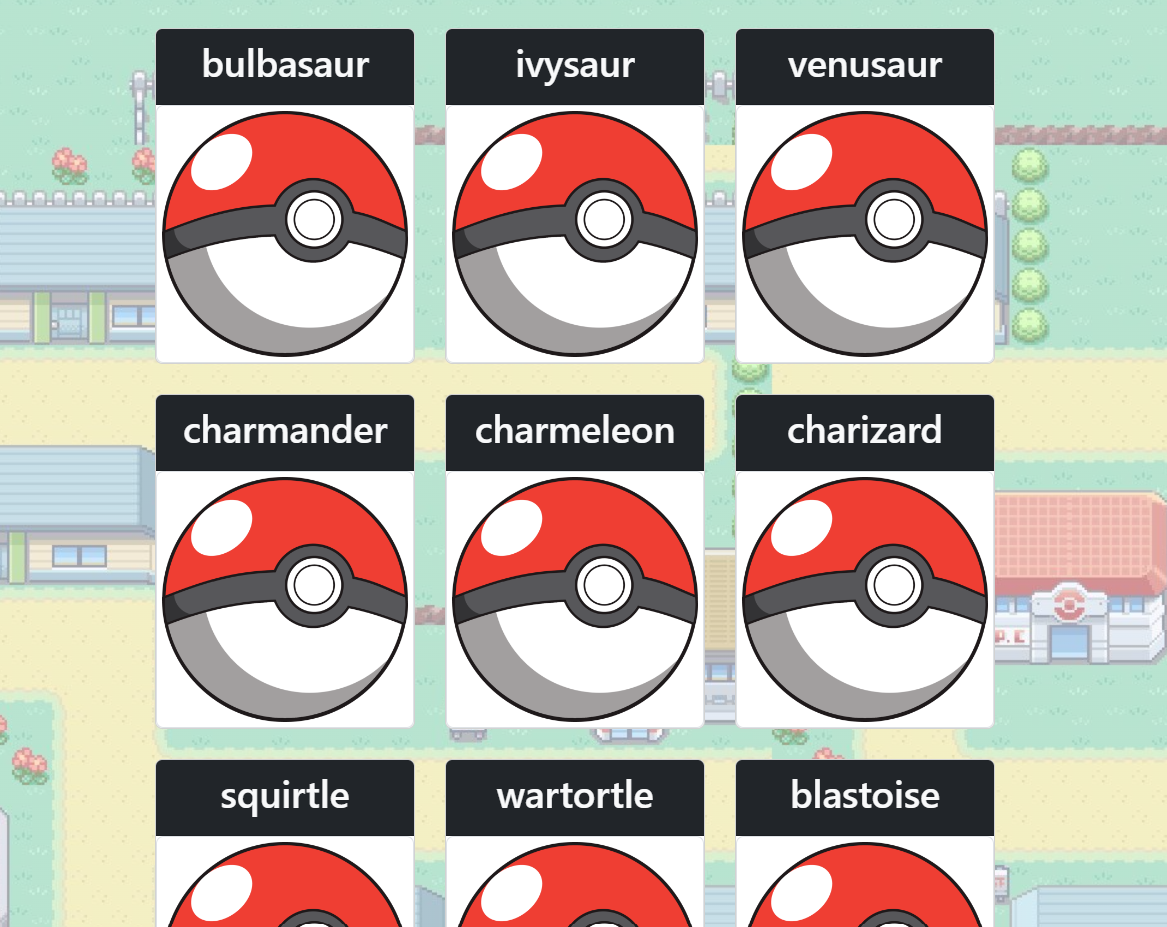 bulbasaur
ivysaur
venusaur
charmander
charmeleon
charizard
squirtle
wartortle
blastoise